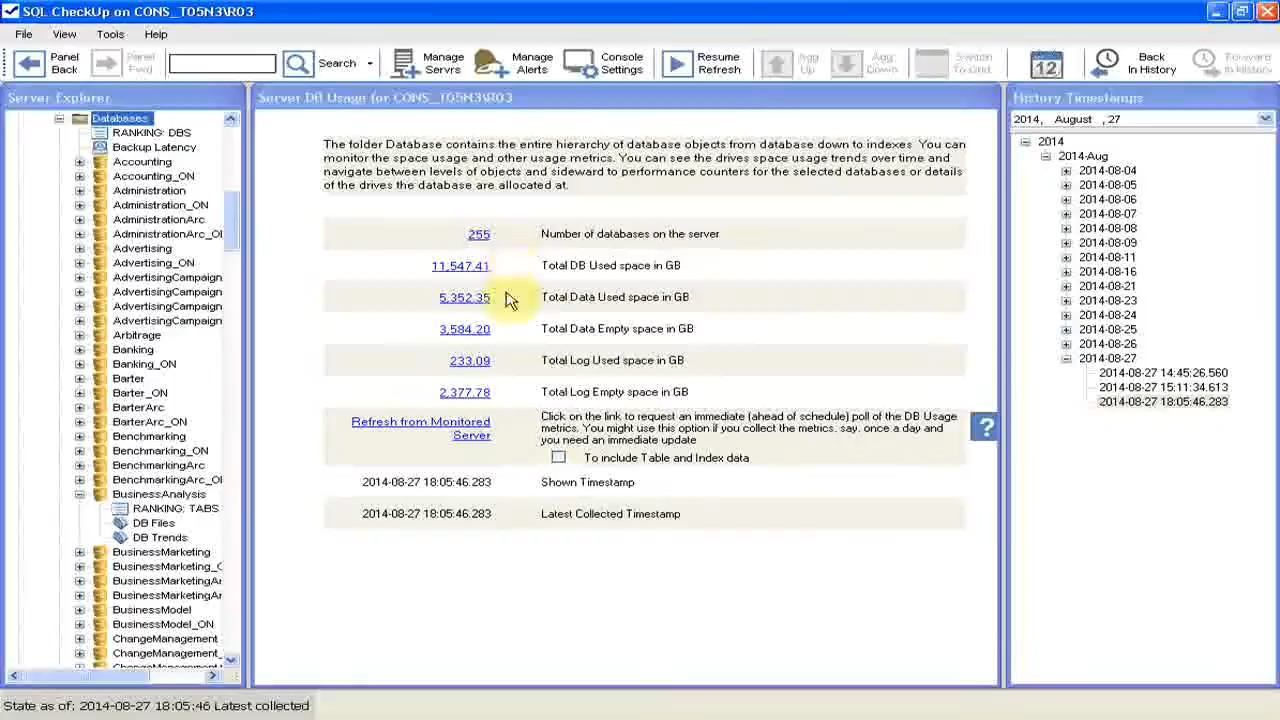 SQL CheckUp on CONS_T05N3\R03
File View Tools Help
Panel Back
Panel Fwd
Search
Manage Servrs
Manage Alerts
Console Settings
Resume Refresh
Agg Up
Agg Down
Switch To Grid
12
Back In History
Forward In History
Server Explorer
Databases
RANKING: DBS
Backup Latency
Accounting
Accounting_ON
Administration
Administration_ON
AdministrationArc
AdministrationArc_O
Advertising
Advertising_ON
AdvertisingCampaign
AdvertisingCampaign
AdvertisingCampaign
AdvertisingCampaign
Arbitrage
Banking
Banking_ON
Barter
Barter_ON
BarterArc
BarterArc_ON
Benchmarking
Benchmarking_ON
BenchmarkingArc
BenchmarkingArc_O
BusinessAnalysis
RANKING: TABS
DB Files
DB Trends
BusinessMarketing
BusinessMarketing_
BusinessMarketingAr
BusinessMarketingAr
BusinessModel
BusinessModel_ON
ChangeManagement
ChangeManagement_
Server DB Usage for CONS_T05N3\R03
The folder Database contains the entire hierarchy of database objects from database down to indexes. You can
monitor the space usage and other usage metrics. You can see the drives space usage trends over time and
navigate between levels of objects and sideward to performance counters for the selected databases or details
of the drives the database are allocated at.
255 Number of databases on the server
11,547.41 Total DB Used space in GB
5,352.35 Total Data Used space in GB
3,584.20 Total Data Empty space in GB
233.09 Total Log Used space in GB
2,377.78 Total Log Empty space in GB
Refresh from Monitored
Server
Click on the link to request an immediate (ahead of schedule) poll of the DB Usage
metrics. You might use this option if you collect the metrics, say, once a day and
you need an immediate update
To include Table and Index data
?
2014-08-27 18:05:46.283 Shown Timestamp
2014-08-27 18:05:46.283 Latest Collected Timestamp
History Timestamps
2014, August , 27
2014
2014-Aug
2014-08-04
2014-08-05
2014-08-06
2014-08-07
2014-08-08
2014-08-09
2014-08-11
2014-08-16
2014-08-21
2014-08-23
2014-08-24
2014-08-25
2014-08-26
2014-08-27
2014-08-27 14:45:26.560
2014-08-27 15:11:34.613
2014-08-27 18:05:46.283
State as of: 2014-08-27 18:05:46 Latest collected